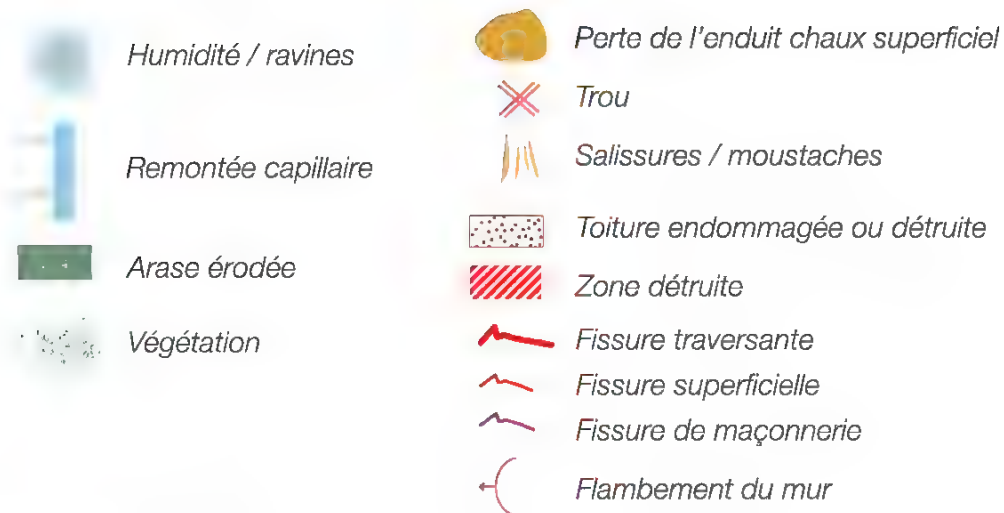 Humidité / ravines
Remontée capillaire
Arase érodée
Végétation
Perte de l'enduit chaux superficiel
Trou
Salissures / moustaches
Toiture endommagée ou détruite
Zone détruite
Fissure traversante
Fissure superficielle
Fissure de maçonnerie
Flambement du mur